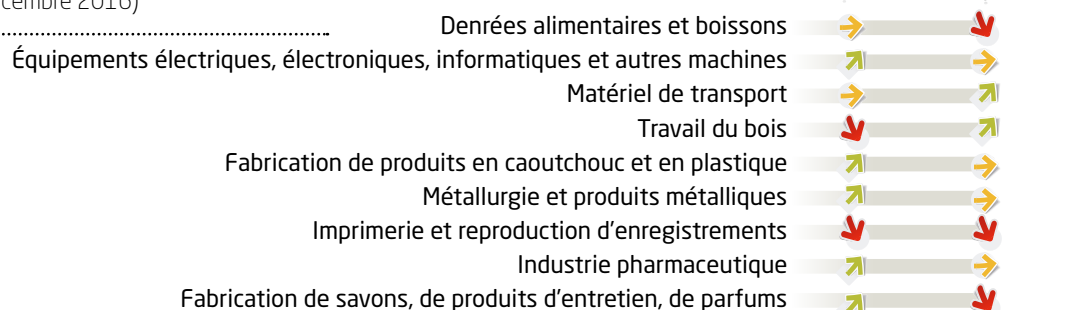 cembre 2016)
Denrées alimentaires et boissons
Équipements électriques, électroniques, informatiques et autres machines
Matériel de transport
Travail du bois
Fabrication de produits en caoutchouc et en plastique
Métallurgie et produits métalliques
Imprimerie et reproduction d'enregistrements
Industrie pharmaceutique
Fabrication de savons, de produits d'entretien, de parfums